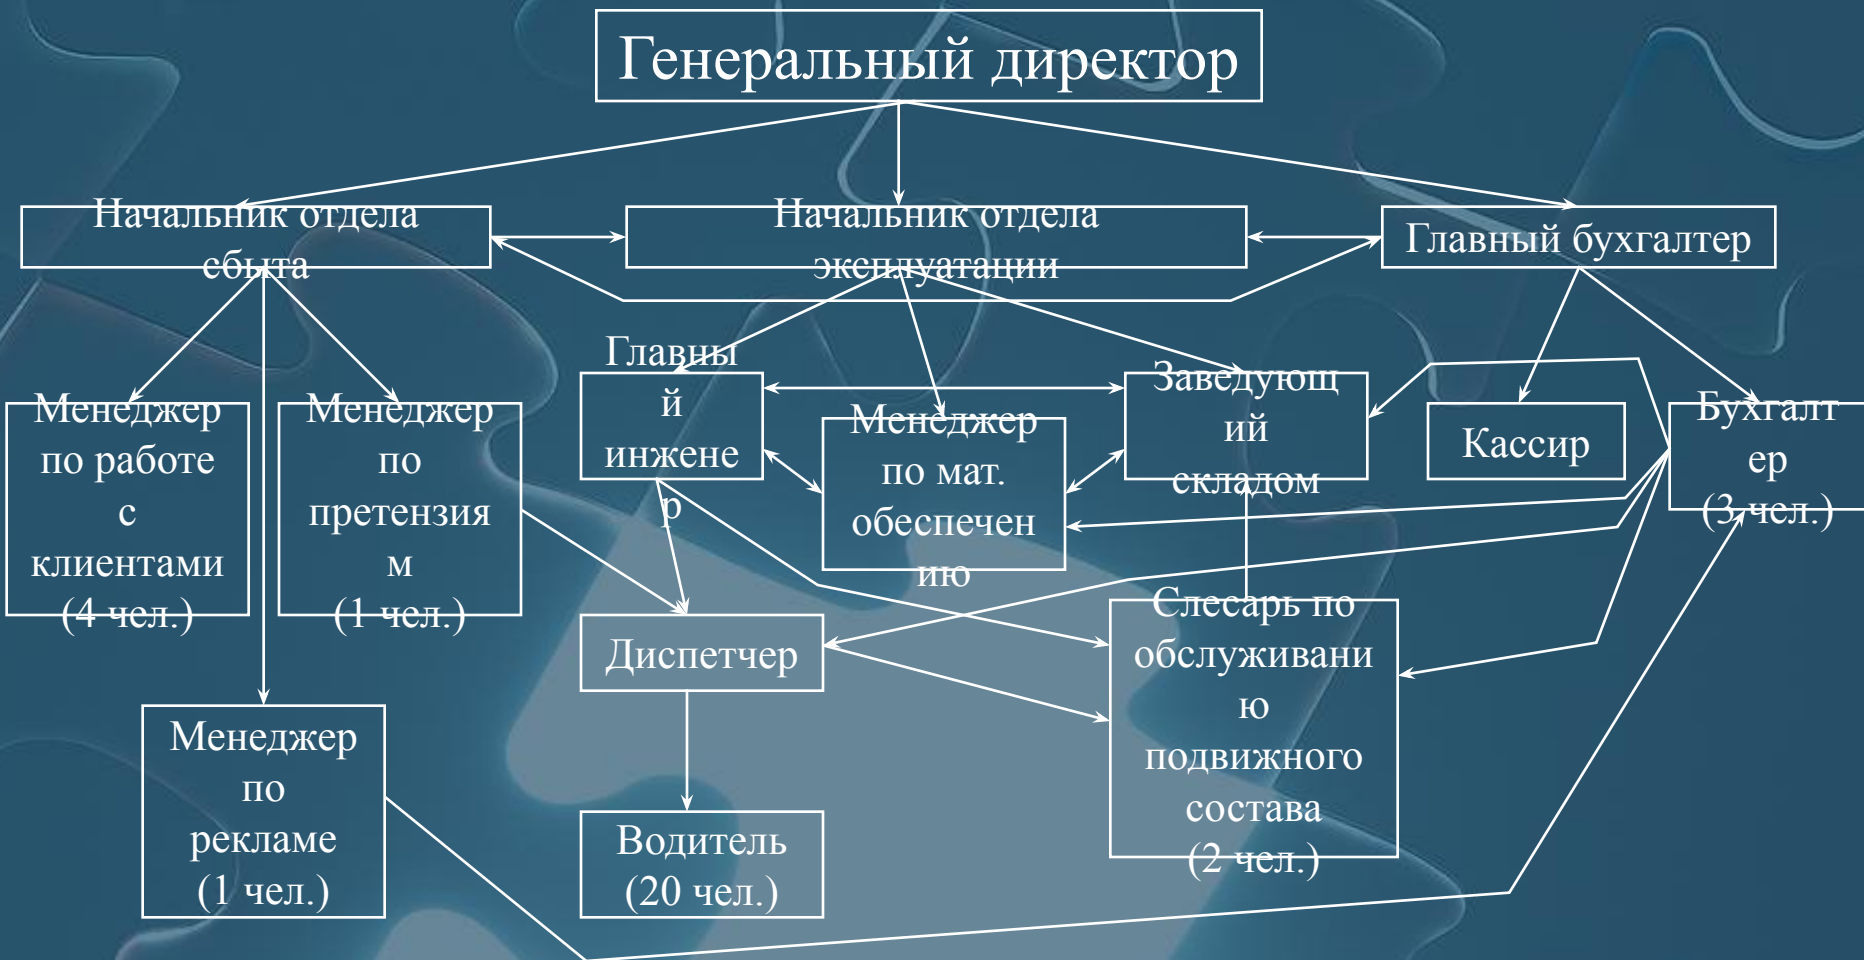 Генеральный директор
Начальник отдела
сбыта
Начальник отдела
эксплуатации
Главный бухгалтер
Менеджер
по работе
с
клиентами
(4 чел.)
Менеджер
по
претензия
м
(1 чел.)
Главны
й
инжене
р
Менеджер
по мат.
обеспечен
ию
Заведующ
ий
складом
Кассир
Бухгалт
ер
(3 чел.)
Диспетчер
Слесарь по
обслуживани
ю
подвижного
состава
(2 чел.)
Менеджер
по
рекламе
(1 чел.)
Водитель
(20 чел.)